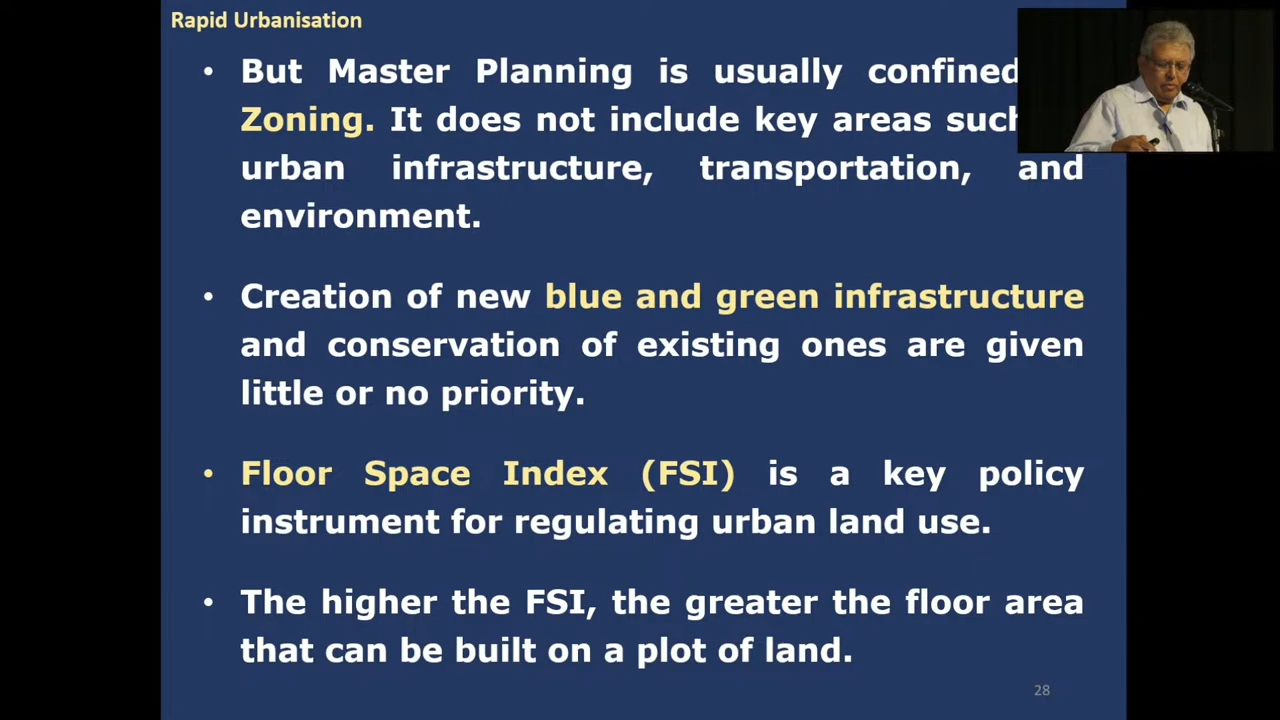 Rapid Urbanisation
• But Master Planning is usually confined
Zoning. It does not include key areas such
urban infrastructure, transportation, and
environment.
• Creation of new blue and green infrastructure
and conservation of existing ones are given
little or no priority.
• Floor Space Index (FSI) is a key policy
instrument for regulating urban land use.
• The higher the FSI, the greater the floor area
that can be built on a plot of land.
28